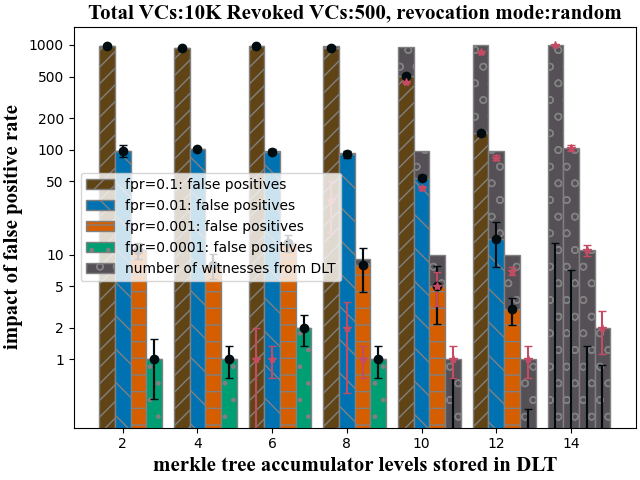 Total VCs:10K Revoked VCs:500, revocation mode:random
impact of false positive rate
1000
500
200
100
50
10
5
2
1
fpr=0.1: false positives
fpr=0.01: false positives
fpr=0.001: false positives
fpr=0.0001: false positives
number of witnesses from DLT
2 4 6 8 10 12 14
merkle tree accumulator levels stored in DLT